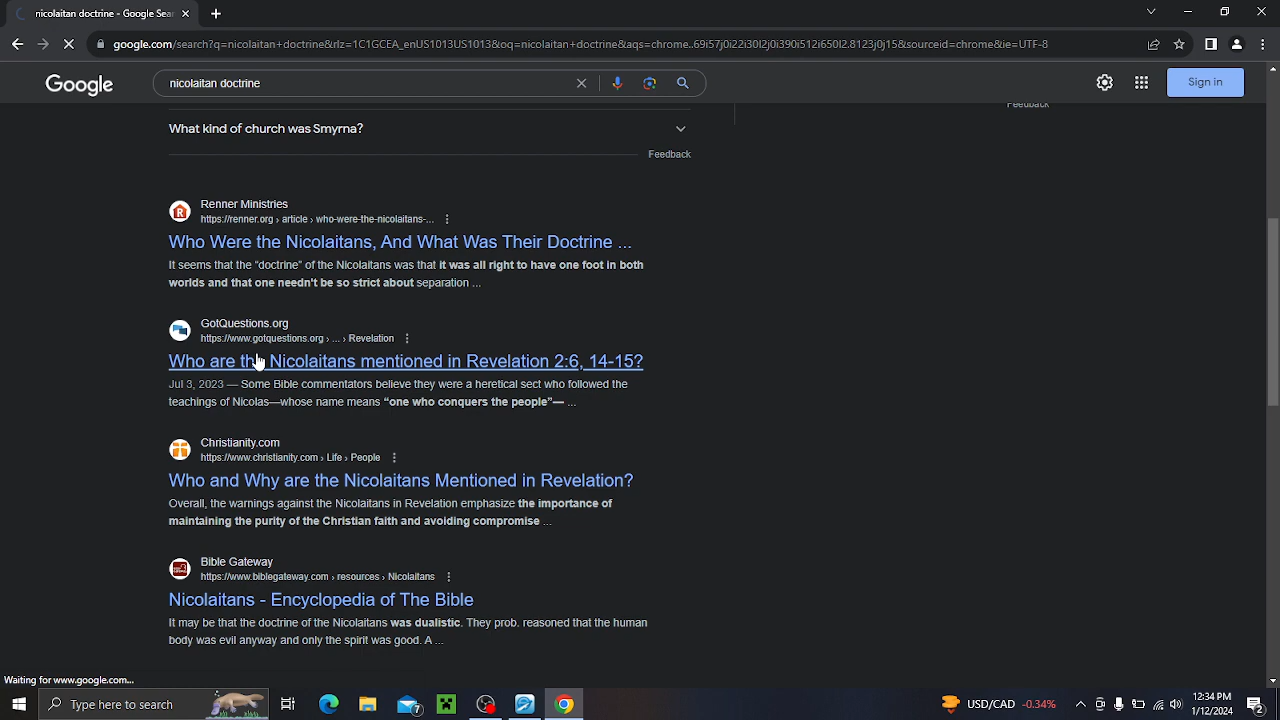 nicolaitan doctrine - Google Sear
google.com/search?q=nicolaitan+doctrine&rlz=1C1GCEA_enUS1013US1013&oq=nicolaitan+doctrine&aqs=chrome..69i57j0i22i30l2j0i390i512i650l2.8123j0j15&sourceid=chrome&ie=UTF-8
Google
nicolaitan doctrine
Sign in
Feedback
What kind of church was Smyrna?
Feedback
Renner Ministries
https://renner.org › article › who-were-the-nicolaitans-...
Who Were the Nicolaitans, And What Was Their Doctrine ...
It seems that the "doctrine" of the Nicolaitans was that it was all right to have one foot in both
worlds and that one needn't be so strict about separation ...
GotQuestions.org
https://www.gotquestions.org › ... › Revelation
Who are the Nicolaitans mentioned in Revelation 2:6, 14-15?
Jul 3, 2023 — Some Bible commentators believe they were a heretical sect who followed the
teachings of Nicolas—whose name means “one who conquers the people”— ...
Christianity.com
https://www.christianity.com › Life › People
Who and Why are the Nicolaitans Mentioned in Revelation?
Overall, the warnings against the Nicolaitans in Revelation emphasize the importance of
maintaining the purity of the Christian faith and avoiding compromise ...
Bible Gateway
https://www.biblegateway.com › resources › Nicolaitans
Nicolaitans - Encyclopedia of The Bible
It may be that the doctrine of the Nicolaitans was dualistic. They prob. reasoned that the human
body was evil anyway and only the spirit was good. A ...
Waiting for www.google.com...
Type here to search
7
USD/CAD -0.34%
12:34 PM
1/12/2024
2